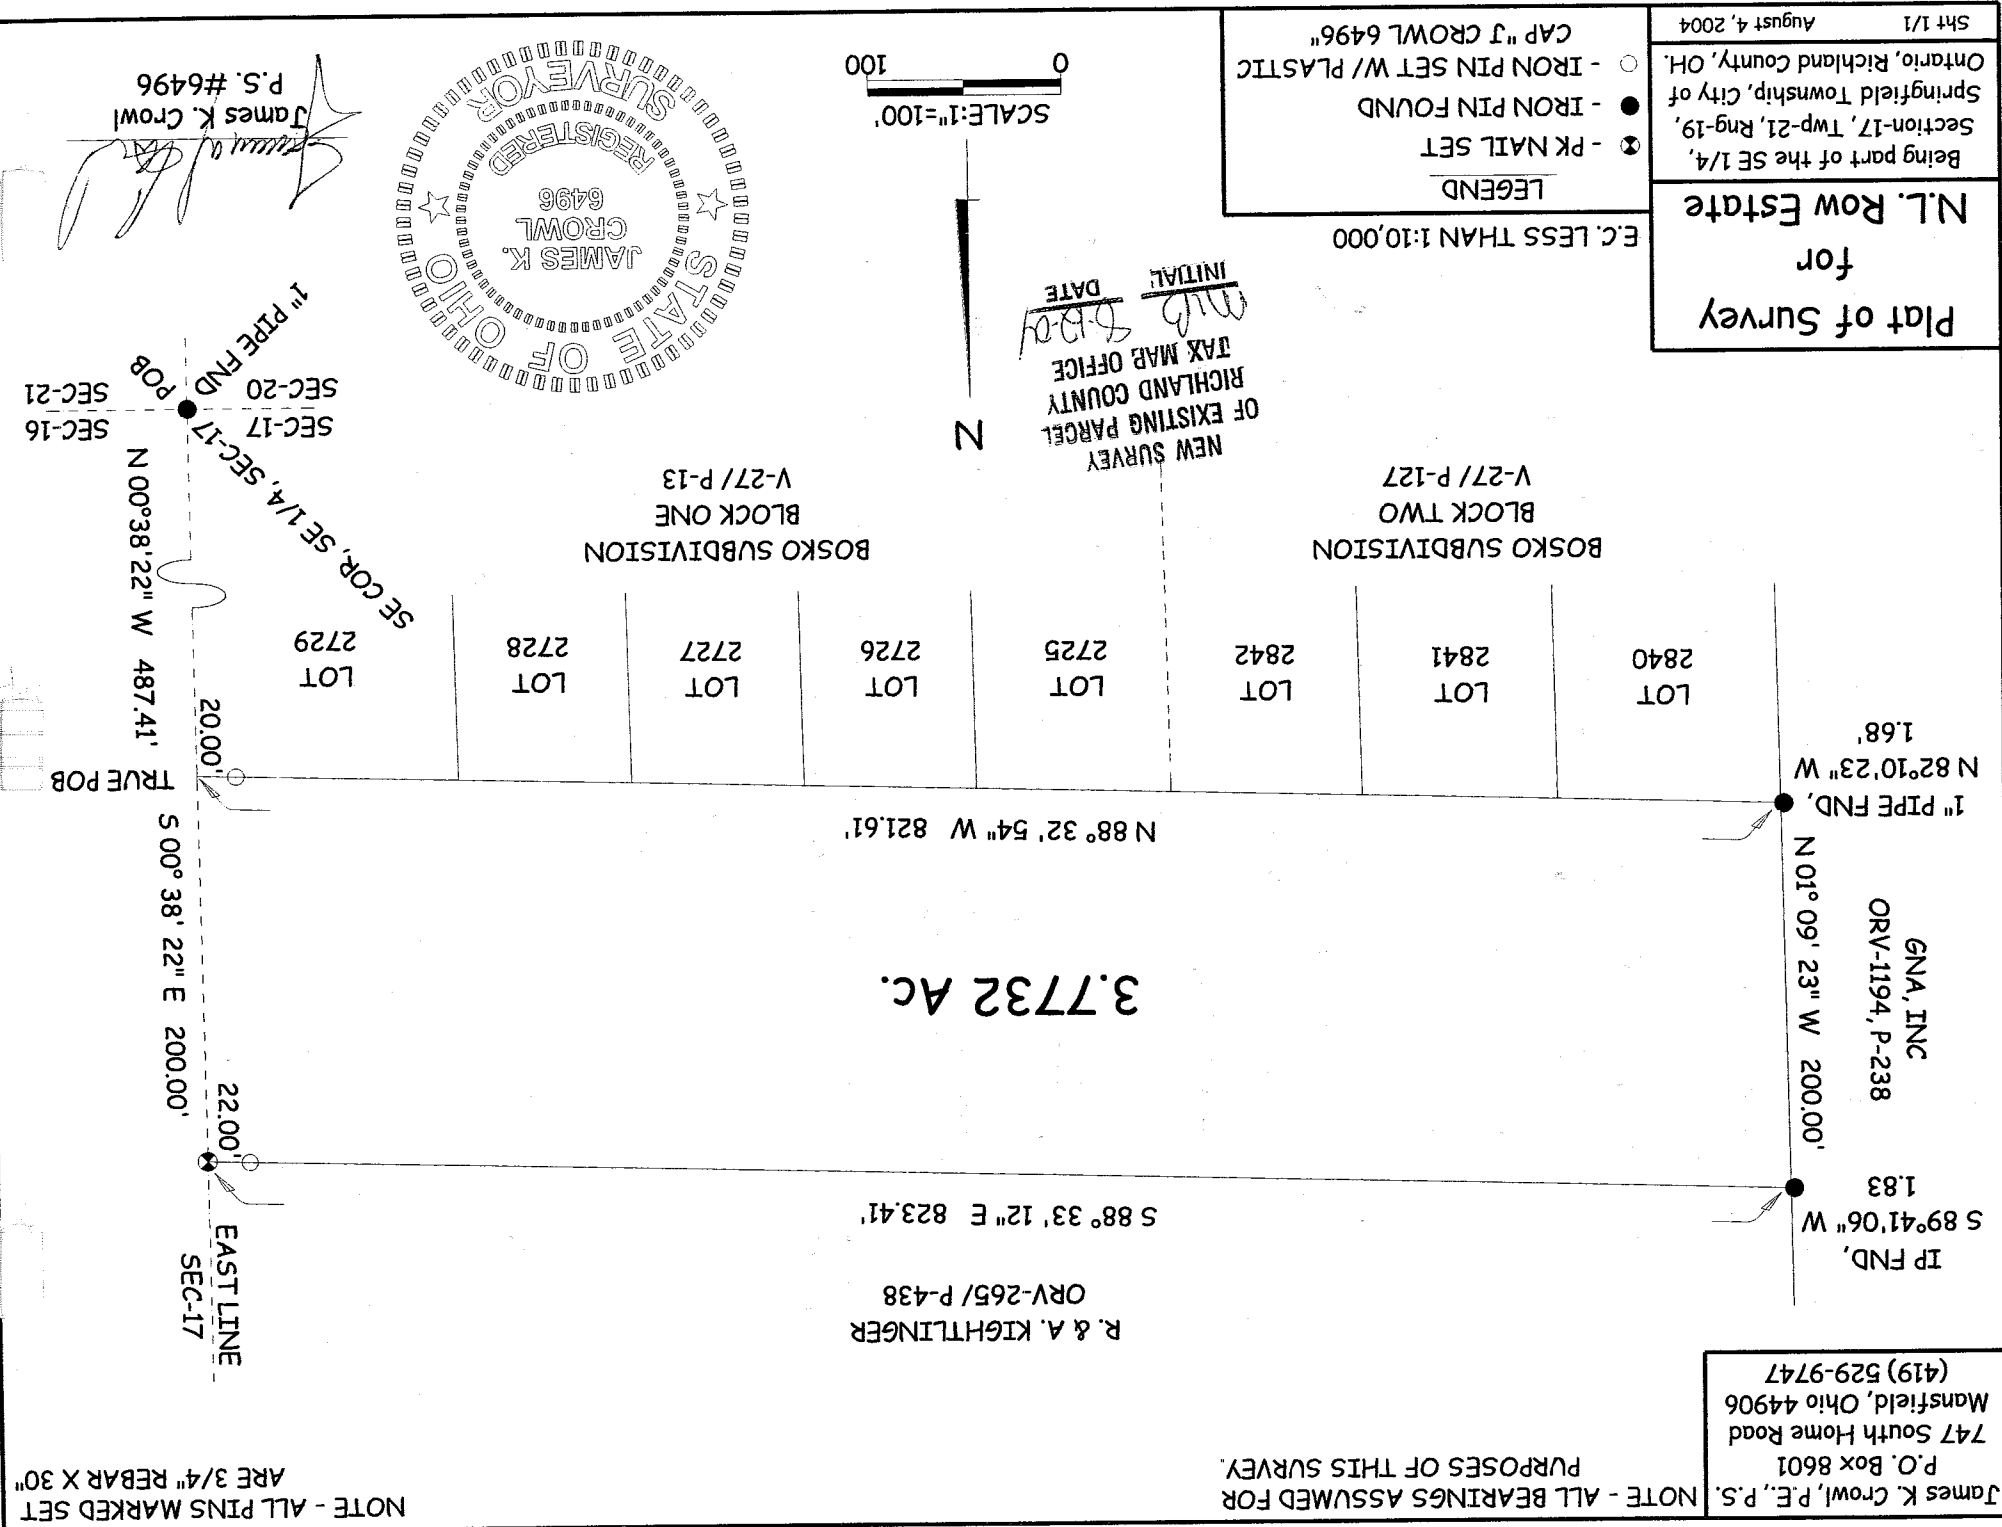 James K. Crowl, P.E., P.S.
P.O. Box 8601
747 South Home Road
Mansfield, Ohio 44906
(419) 529-9747
NOTE - ALL BEARINGS ASSUMED FOR
PURPOSES OF THIS SURVEY.
NOTE - ALL PINS MARKED SET
ARE 3/4" REBAR X 30"
R. & A. KIGHTLINGER
ORV-265/ P-438
EAST LINE
SEC-17
IP FND,
S 89°41'06" W
1.83
S 88° 33' 12" E 823.41'
22.00'
GNA, INC
ORV-1194, P-238
N 01° 09' 23" W 200.00'
3.7732 Ac.
S 00° 38' 22" E 200.00'
N 88° 32' 54" W 821.61'
1" PIPE FND,
N 82°10'23" W
1.68'
TRUE POB
20.00'
LOT
2840
LOT
2841
LOT
2842
LOT
2725
LOT
2726
LOT
2727
LOT
2728
LOT
2729
N 00°38'22" W 487.41'
BOSKO SUBDIVISION
BLOCK TWO
V-27/ P-127
BOSKO SUBDIVISION
BLOCK ONE
V-27/ P-13
SE COR, SE 1/4, SEC-17
SEC-17
SEC-16
SEC-20
SEC-21
POB
1" PIPE FND
NEW SURVEY
OF EXISTING PARCEL
RICHLAND COUNTY
TAX MAP OFFICE
MB 8-12-04
INITIAL DATE
N
Plat of Survey
for
N.L. Row Estate
Being part of the SE 1/4,
Section-17, Twp-21, Rng-19,
Springfield Township, City of
Ontario, Richland County, OH.
Sht 1/1 August 4, 2004
E.C. LESS THAN 1:10,000
LEGEND
- PK NAIL SET
- IRON PIN FOUND
- IRON PIN SET W/ PLASTIC
CAP "J CROWL 6496"
SCALE:1"=100'
0 100
STATE OF OHIO
JAMES K.
CROWL
6496
REGISTERED
SURVEYOR
James K. Crowl
P.S. #6496